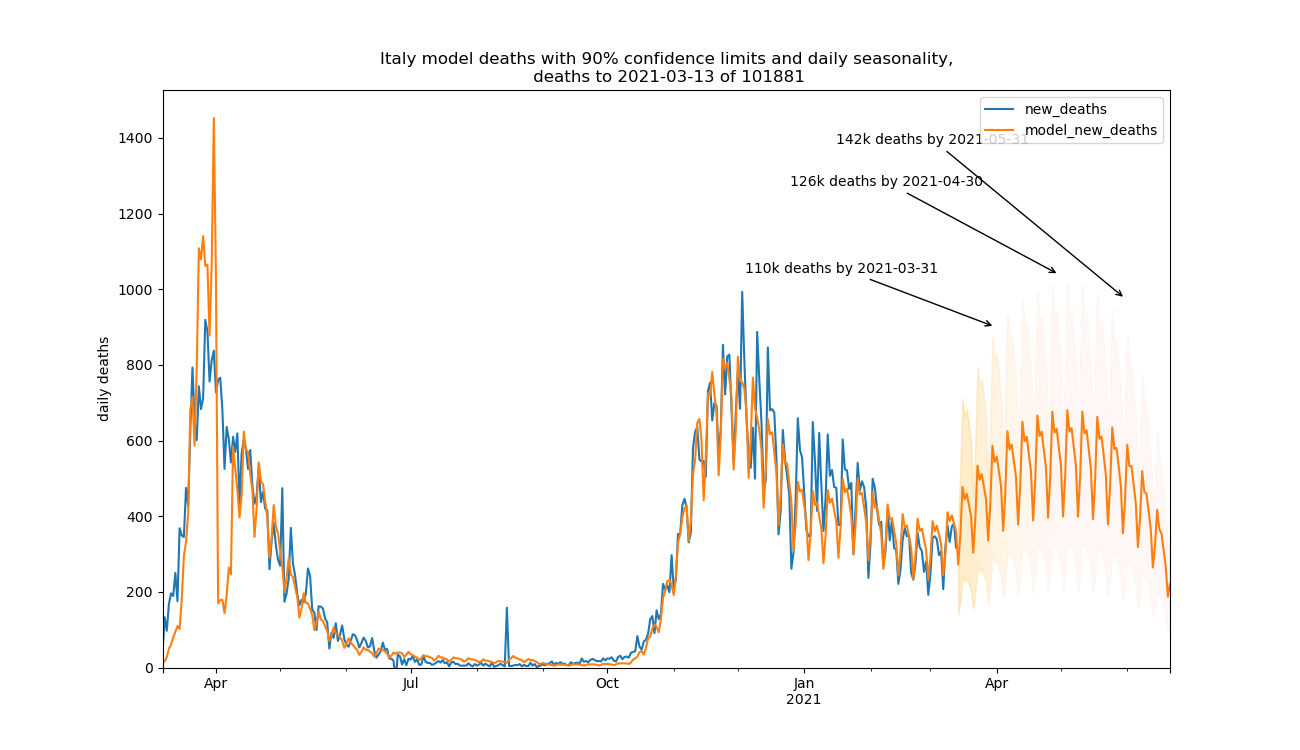 Italy model deaths with 90% confidence limits and daily seasonality,
deaths to 2021-03-13 of 101881
new_deaths
model_new_deaths
142k deaths by 2021-05-31
126k deaths by 2021-04-30
110k deaths by 2021-03-31
daily deaths
1400
1200
1000
800
600
400
200
0
Apr
Jul
Oct
Jan
2021
Apr